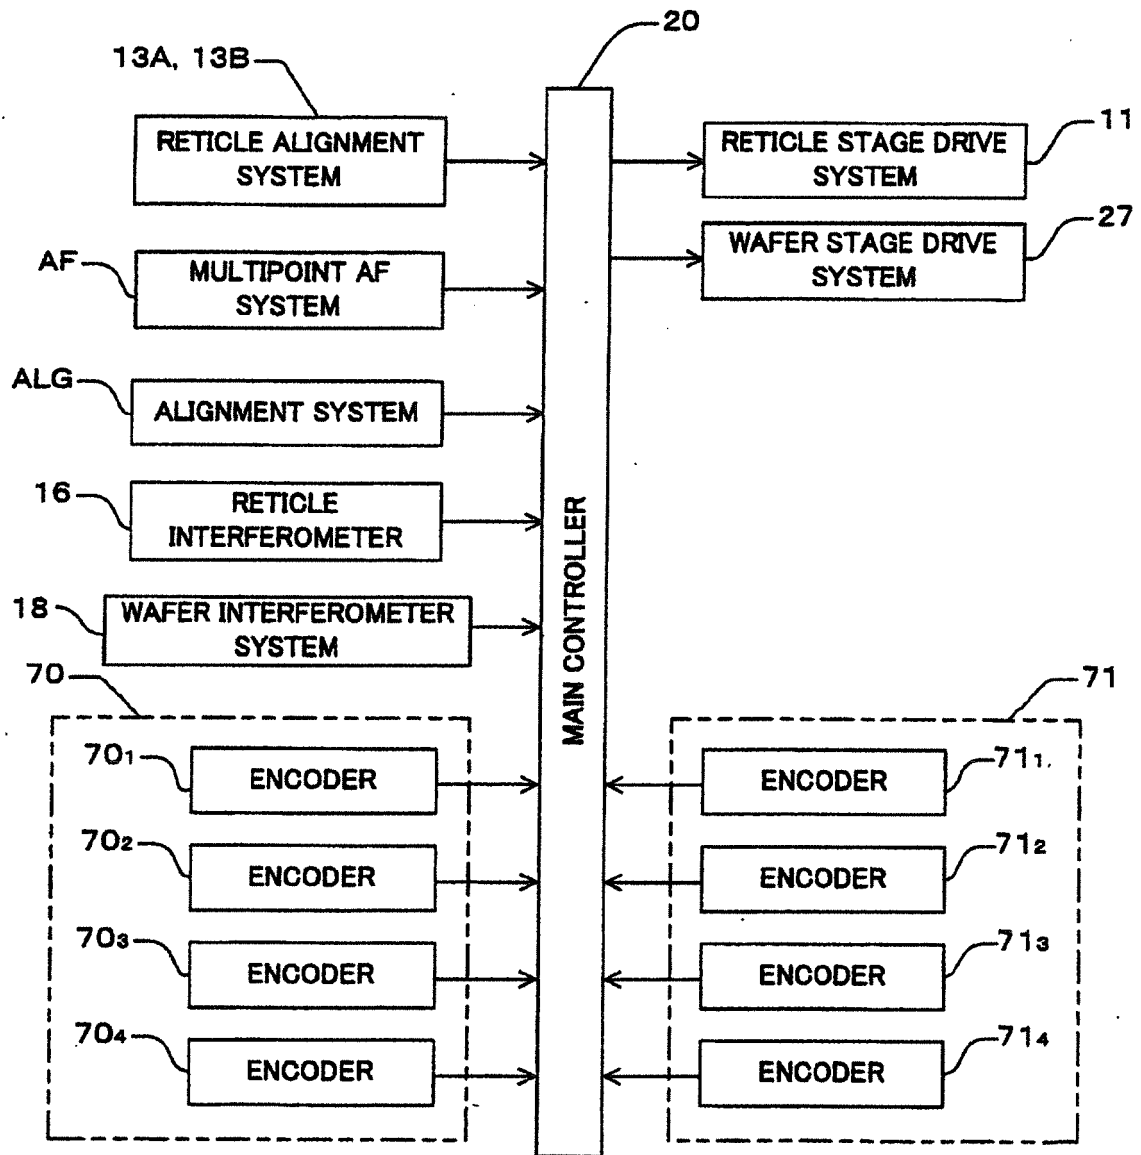 20
13A, 13B
RETICLE ALIGNMENT
SYSTEM
RETICLE STAGE DRIVE
SYSTEM
11
AF
MULTIPOINT AF
SYSTEM
WAFER STAGE DRIVE
SYSTEM
27
ALG
ALIGNMENT SYSTEM
16
RETICLE
INTERFEROMETER
18
WAFER INTERFEROMETER
SYSTEM
MAIN CONTROLLER
70
70₁
ENCODER
70₂
ENCODER
70₃
ENCODER
70₄
ENCODER
71
71₁
ENCODER
71₂
ENCODER
71₃
ENCODER
71₄
ENCODER